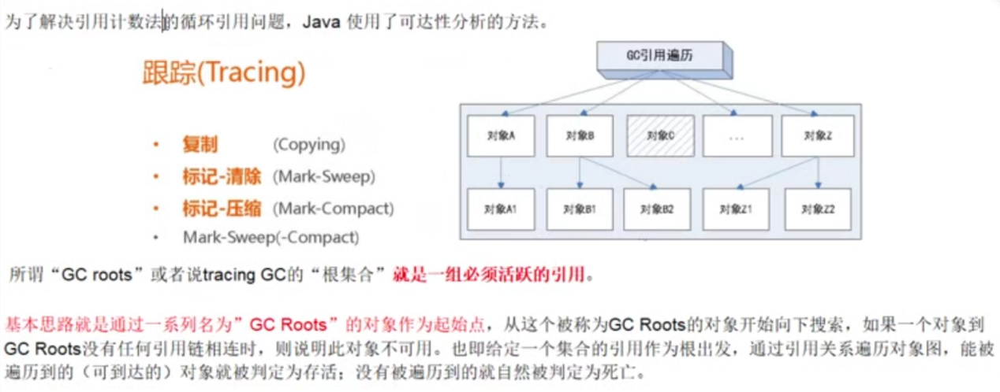 为了解决引用计数法的循环引用问题，Java 使用了可达性分析的方法。
跟踪(Tracing)
• 复制 (Copying)
• 标记-清除 (Mark-Sweep)
• 标记-压缩 (Mark-Compact)
• Mark-Sweep(-Compact)
GC引用遍历
对象A 对象B 对象C ... 对象Z
对象A1 对象B1 对象B2 对象Z1 对象Z2
所谓“GC roots”或者说tracing GC的“根集合”就是一组必须活跃的引用。
基本思路就是通过一系列名为”GC Roots”的对象作为起始点，从这个被称为GC Roots的对象开始向下搜索，如果一个对象到
GC Roots没有任何引用链相连时，则说明此对象不可用。也即给定一个集合的引用作为根出发，通过引用关系遍历对象图，能被
遍历到的（可到达的）对象就被判定为存活；没有被遍历到的就自然被判定为死亡。